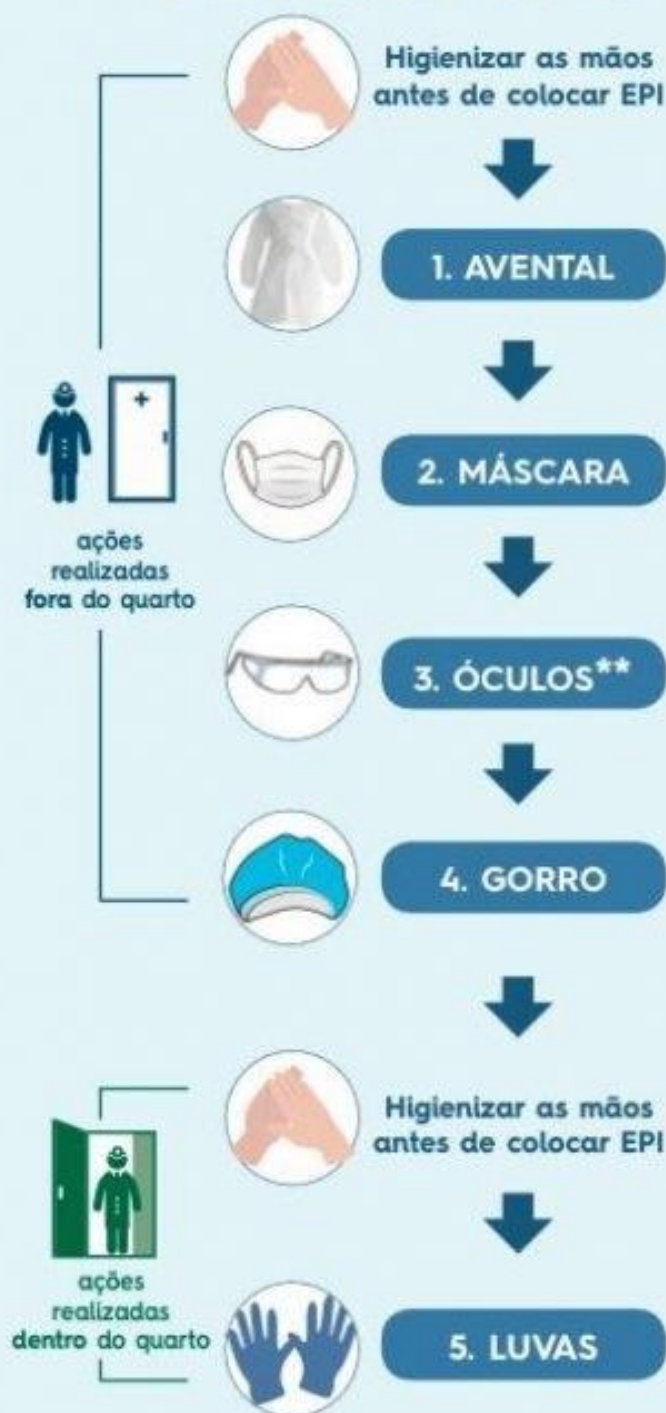 Higienizar as mãos
antes de colocar EPI
1. AVENTAL
2. MÁSCARA
ações
realizadas
fora do quarto
3. ÓCULOS**
4. GORRO
Higienizar as mãos
antes de colocar EPI
ações
realizadas
dentro do quarto
5. LUVAS